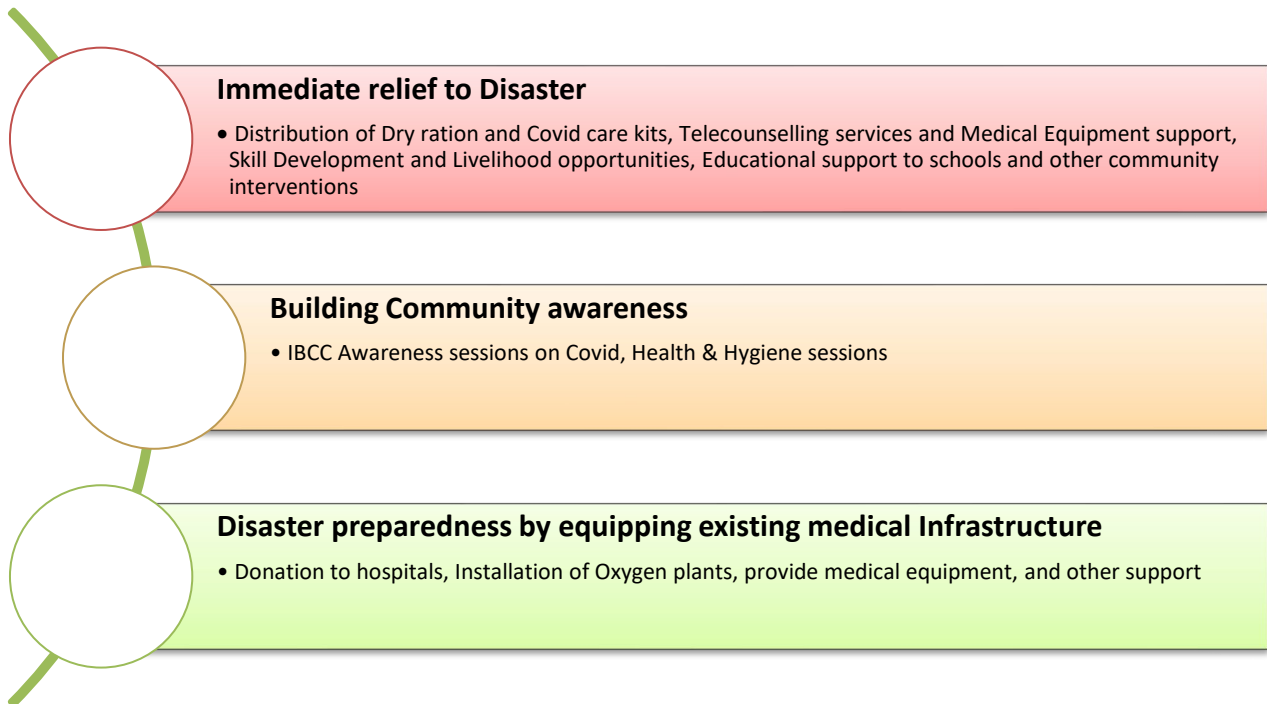 Immediate relief to Disaster
• Distribution of Dry ration and Covid care kits, Telecounselling services and Medical Equipment support,
Skill Development and Livelihood opportunities, Educational support to schools and other community
interventions
Building Community awareness
• IBCC Awareness sessions on Covid, Health & Hygiene sessions
Disaster preparedness by equipping existing medical Infrastructure
• Donation to hospitals, Installation of Oxygen plants, provide medical equipment, and other support